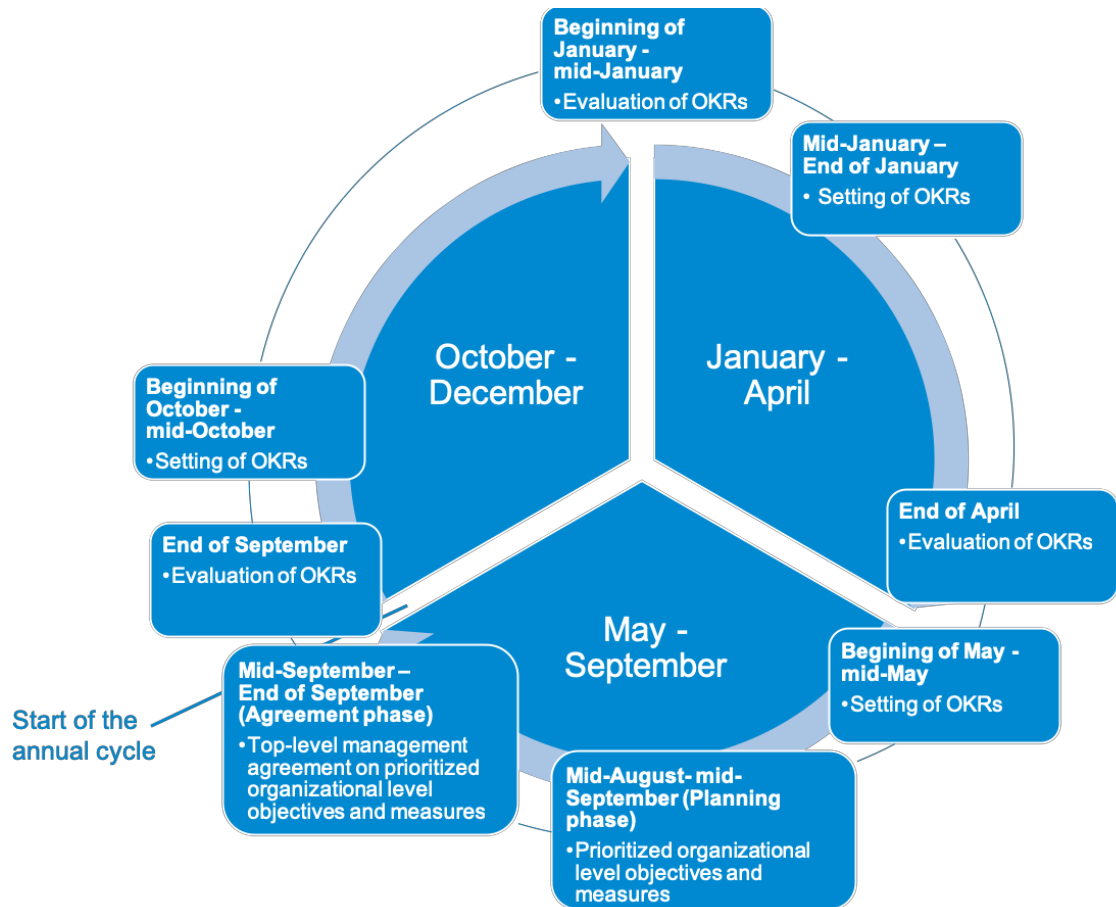 Beginning of
January -
mid-January
•Evaluation of OKRs
Mid-January –
End of January
• Setting of OKRs
October -
December
January -
April
Beginning of
October -
mid-October
•Setting of OKRs
End of April
•Evaluation of OKRs
End of September
•Evaluation of OKRs
May -
September
Begining of May -
mid-May
•Setting of OKRs
Mid-September –
End of September
(Agreement phase)
•Top-level management
agreement on prioritized
organizational level
objectives and measures
Start of the
annual cycle
Mid-August- mid-
September (Planning
phase)
•Prioritized organizational
level objectives and
measures